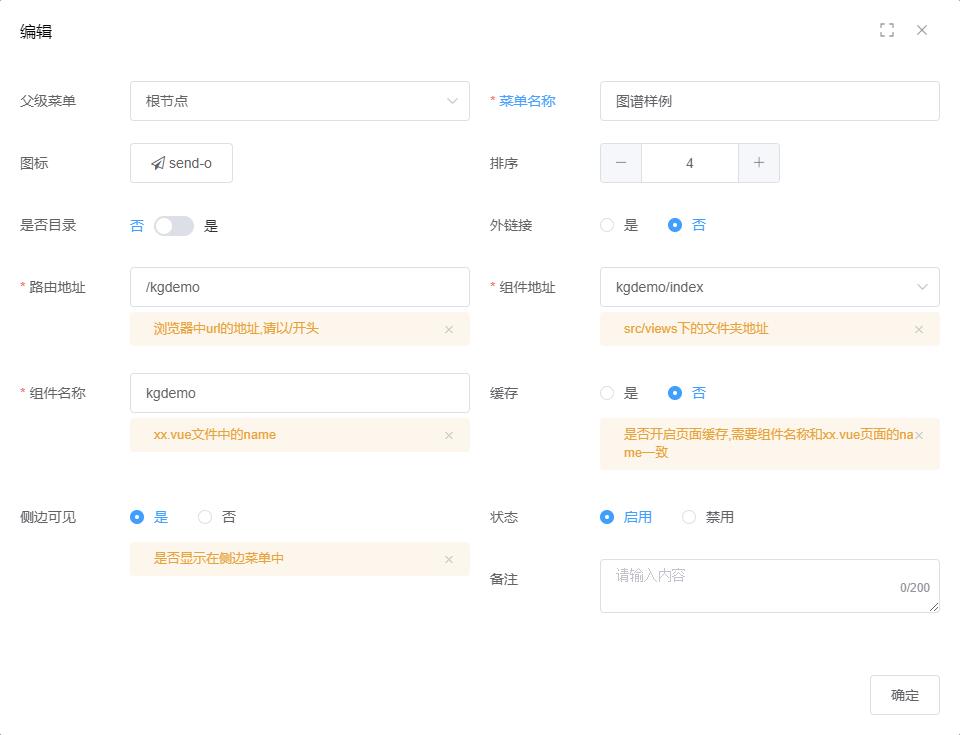 编辑
父级菜单
根节点
* 菜单名称
图谱样例
图标
send-o
排序
4
是否目录
否
是
外链接
是
否
* 路由地址
/kgdemo
浏览器中url的地址,请以/开头
* 组件地址
kgdemo/index
src/views下的文件夹地址
* 组件名称
kgdemo
xx.vue文件中的name
缓存
是
否
是否开启页面缓存,需要组件名称和xx.vue页面的na
me一致
侧边可见
是
否
是否显示在侧边菜单中
状态
启用
禁用
备注
请输入内容
0/200
确定